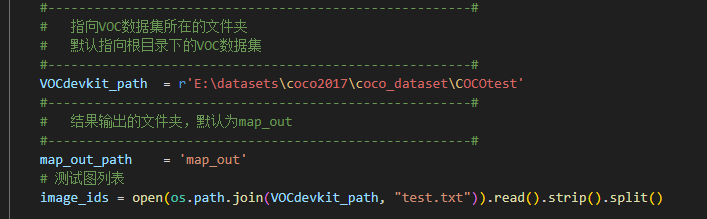 #-------------------------------------------------------#
#   指向VOC数据集所在的文件夹
#   默认指向根目录下的VOC数据集
#-------------------------------------------------------#
VOCdevkit_path  = r'E:\datasets\coco2017\coco_dataset\COCOtest'
#-------------------------------------------------------#
#   结果输出的文件夹，默认为map_out
#-------------------------------------------------------#
map_out_path    = 'map_out'
# 测试图列表
image_ids = open(os.path.join(VOCdevkit_path, "test.txt")).read().strip().split()